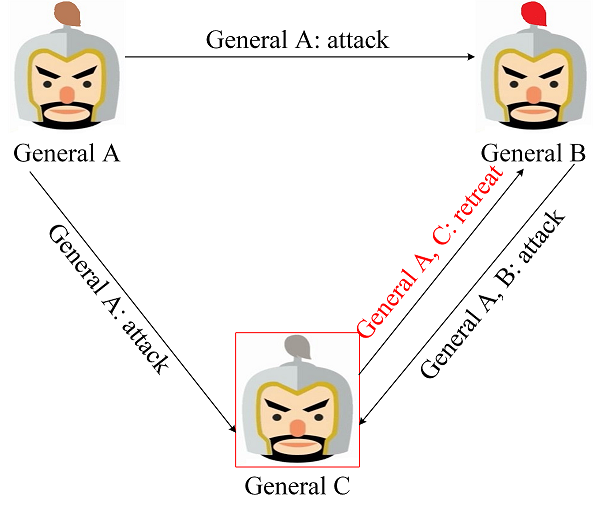 General A: attack
General A
General B
General A: attack
General A, C: retreat
General A, B: attack
General C